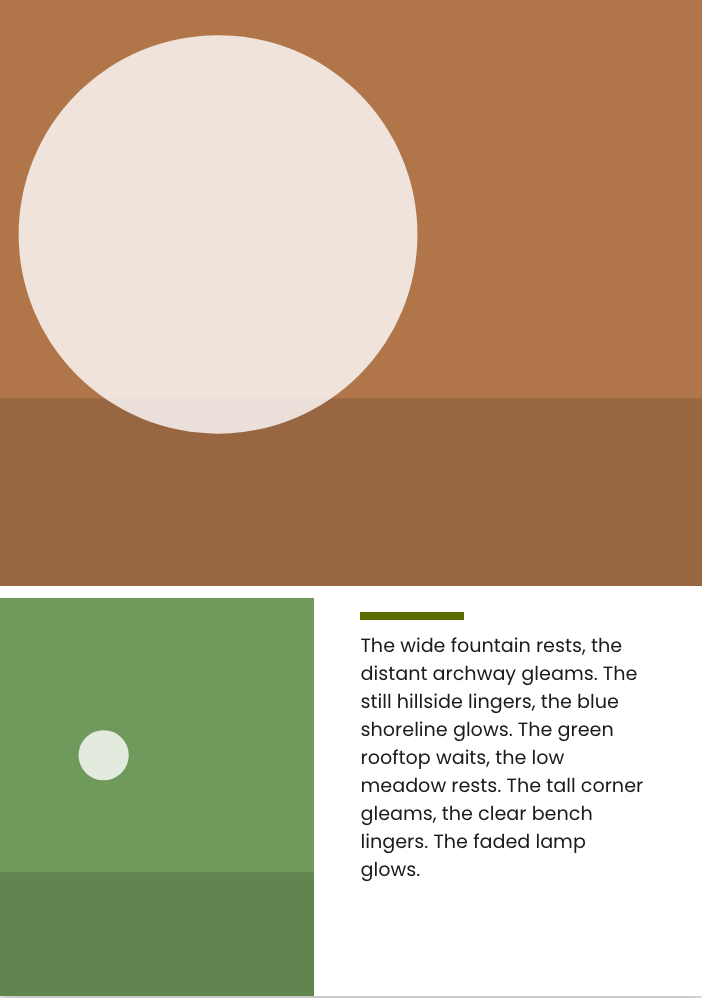 The wide fountain rests, the
distant archway gleams. The
still hillside lingers, the blue
shoreline glows. The green
rooftop waits, the low
meadow rests. The tall corner
gleams, the clear bench
lingers. The faded lamp
glows.